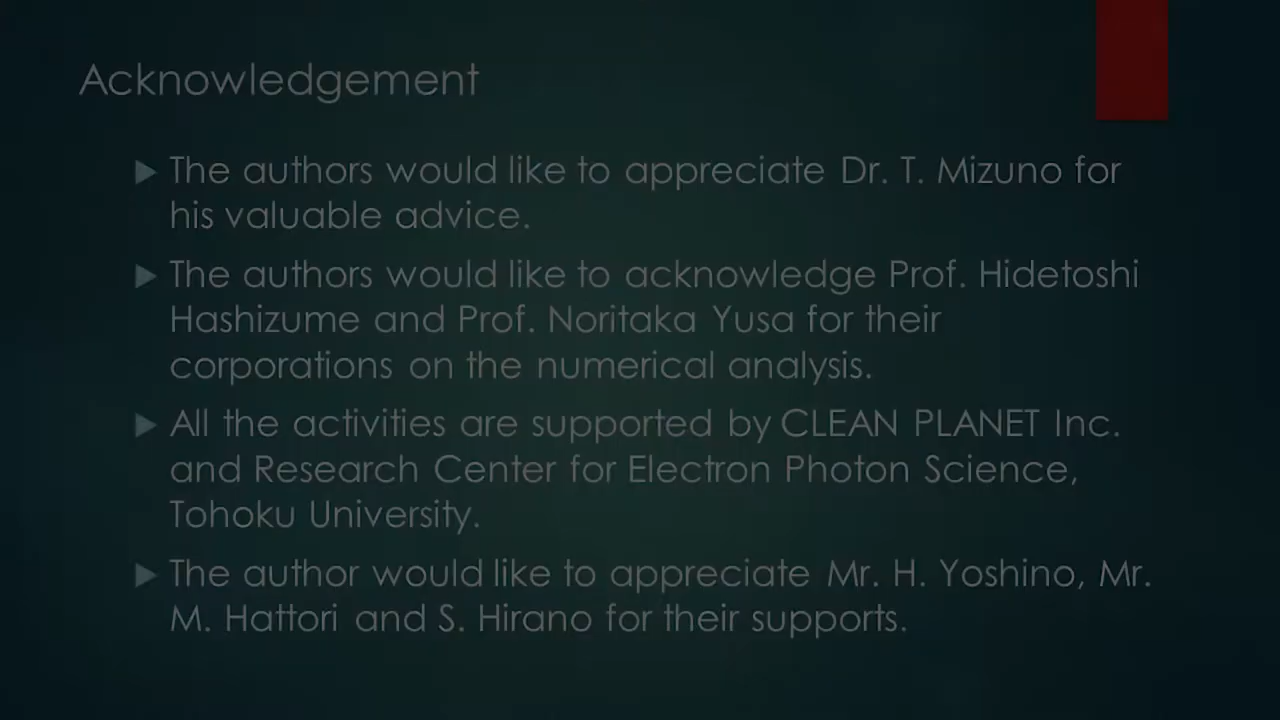 Acknowledgement
The authors would like to appreciate Dr. T. Mizuno for
his valuable advice.
The authors would like to acknowledge Prof. Hidetoshi
Hashizume and Prof. Noritaka Yusa for their
corporations on the numerical analysis.
All the activities are supported by CLEAN PLANET Inc.
and Research Center for Electron Photon Science,
Tohoku University.
The author would like to appreciate Mr. H. Yoshino, Mr.
M. Hattori and S. Hirano for their supports.